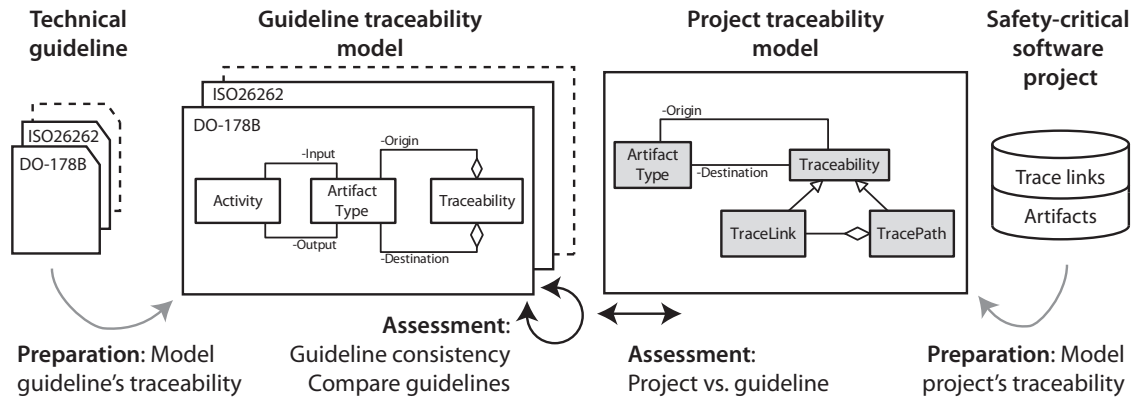 Technical
guideline
Guideline traceability
model
Project traceability
model
Safety-critical
software
project
ISO26262
DO-178B
ISO26262
DO-178B
-Input
-Origin
Activity
Artifact
Type
Traceability
-Output
-Destination
-Origin
Artifact
Type
-Destination
Traceability
TraceLink
TracePath
Trace links
Artifacts
Preparation: Model
guideline's traceability
Assessment:
Guideline consistency
Compare guidelines
Assessment:
Project vs. guideline
Preparation: Model
project's traceability